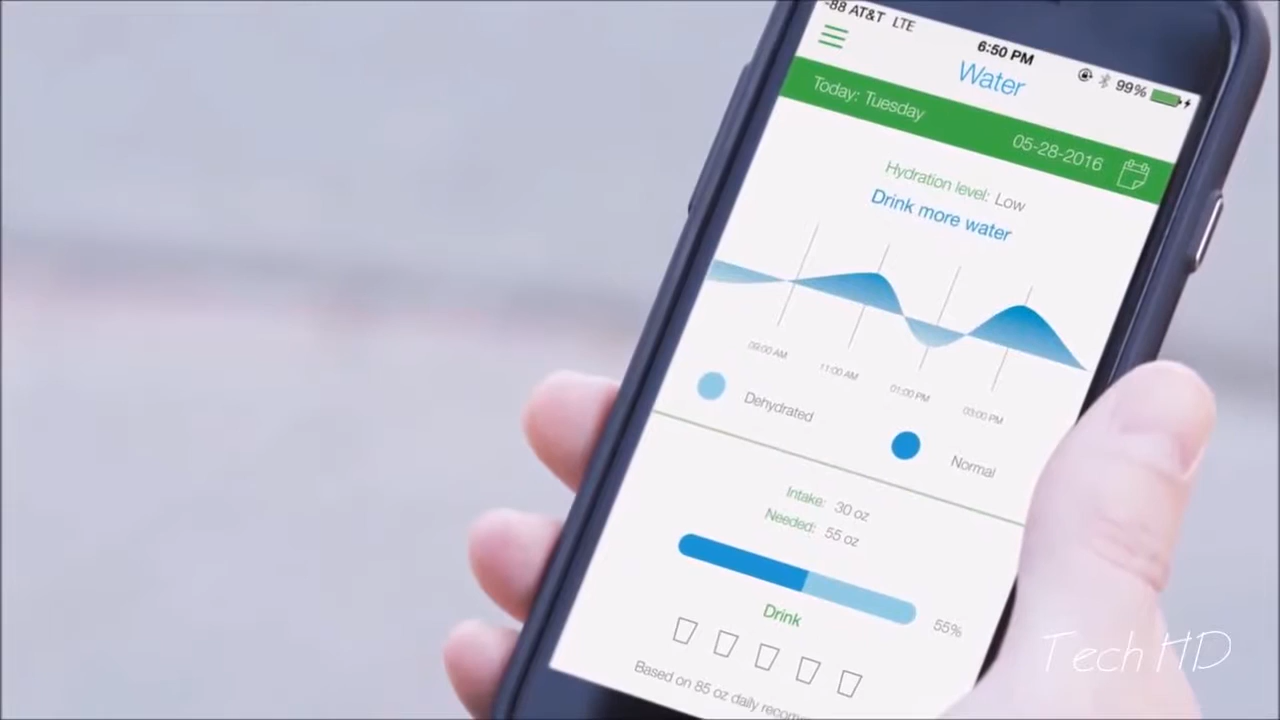 -88 AT&T LTE 6:50 PM 99%
Water
Today: Tuesday 05-28-2016
Hydration level: Low
Drink more water
09:00 AM 11:00 AM 01:00 PM 03:00 PM
Dehydrated Normal
Intake: 30 oz
Needed: 55 oz
55%
Drink
Based on 85 oz daily recom
Tech HD